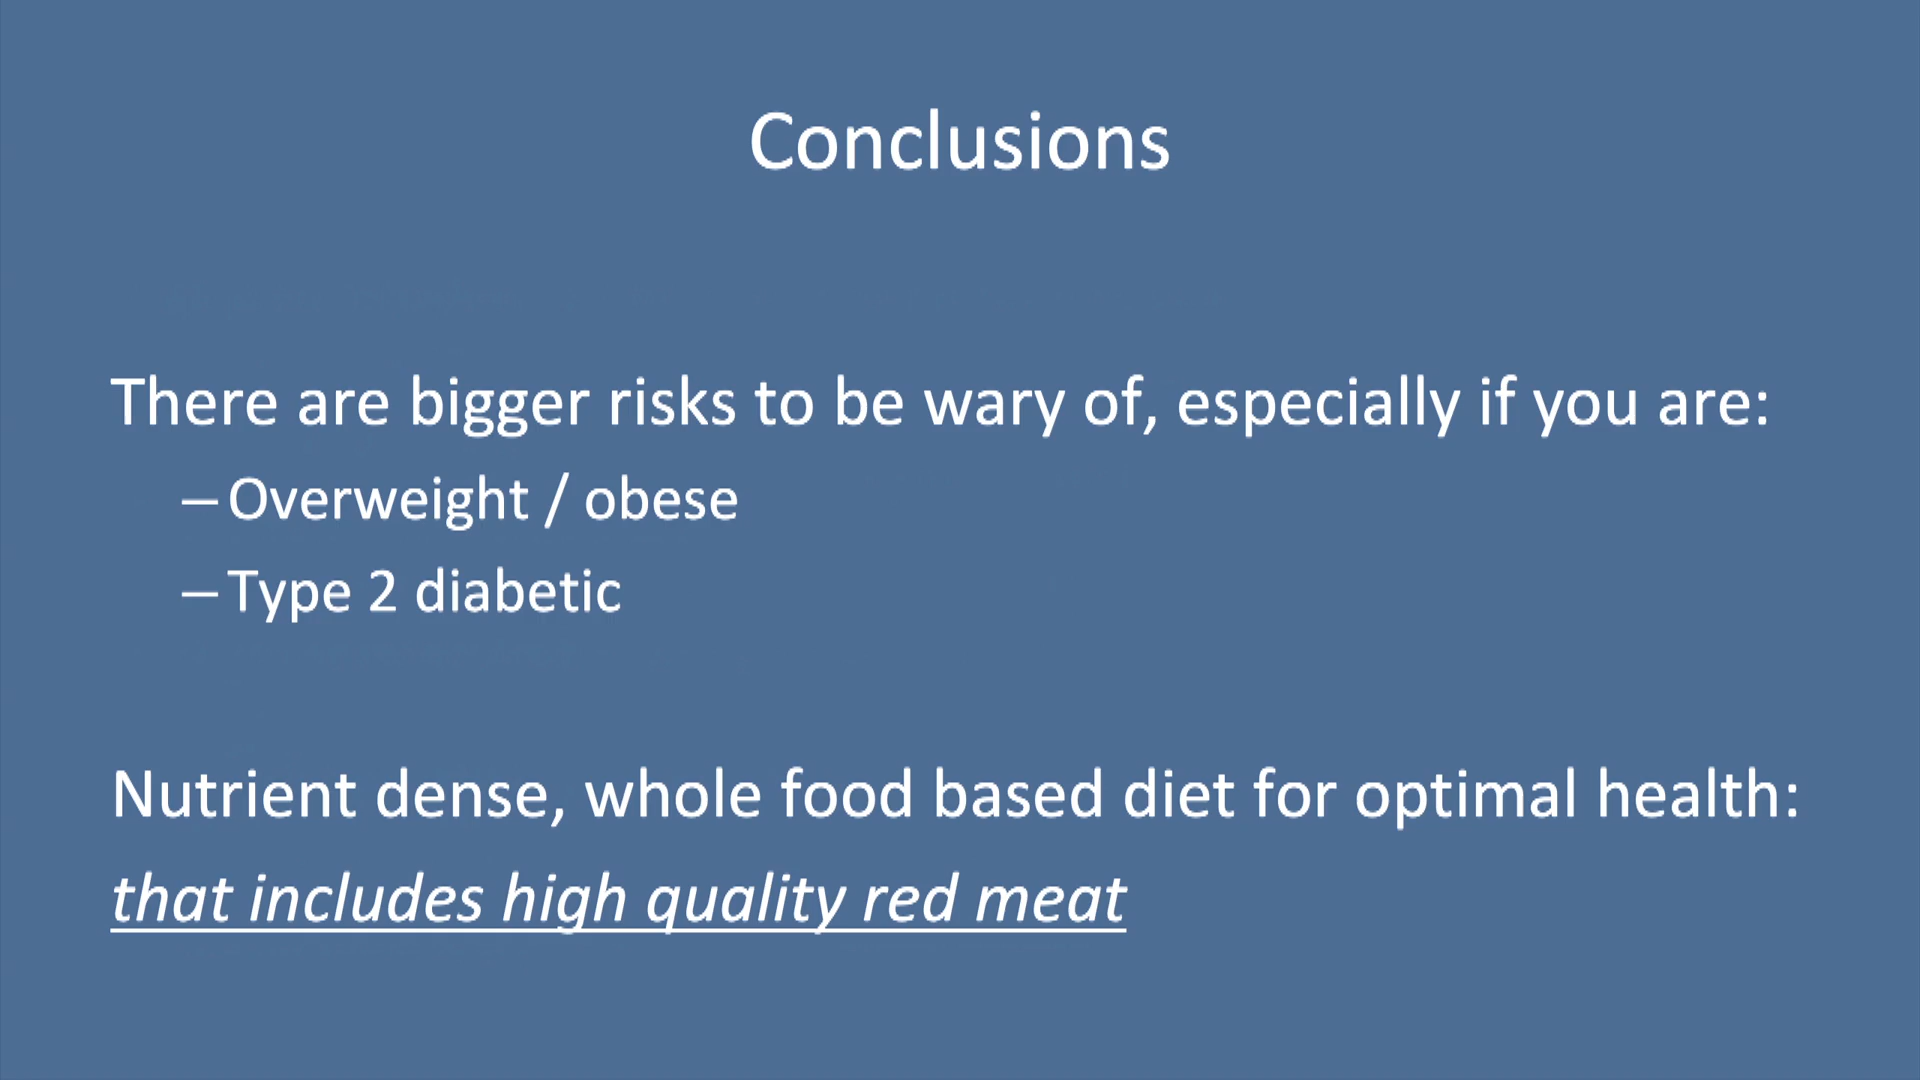 Conclusions
There are bigger risks to be wary of, especially if you are:
– Overweight / obese
– Type 2 diabetic
Nutrient dense, whole food based diet for optimal health:
that includes high quality red meat